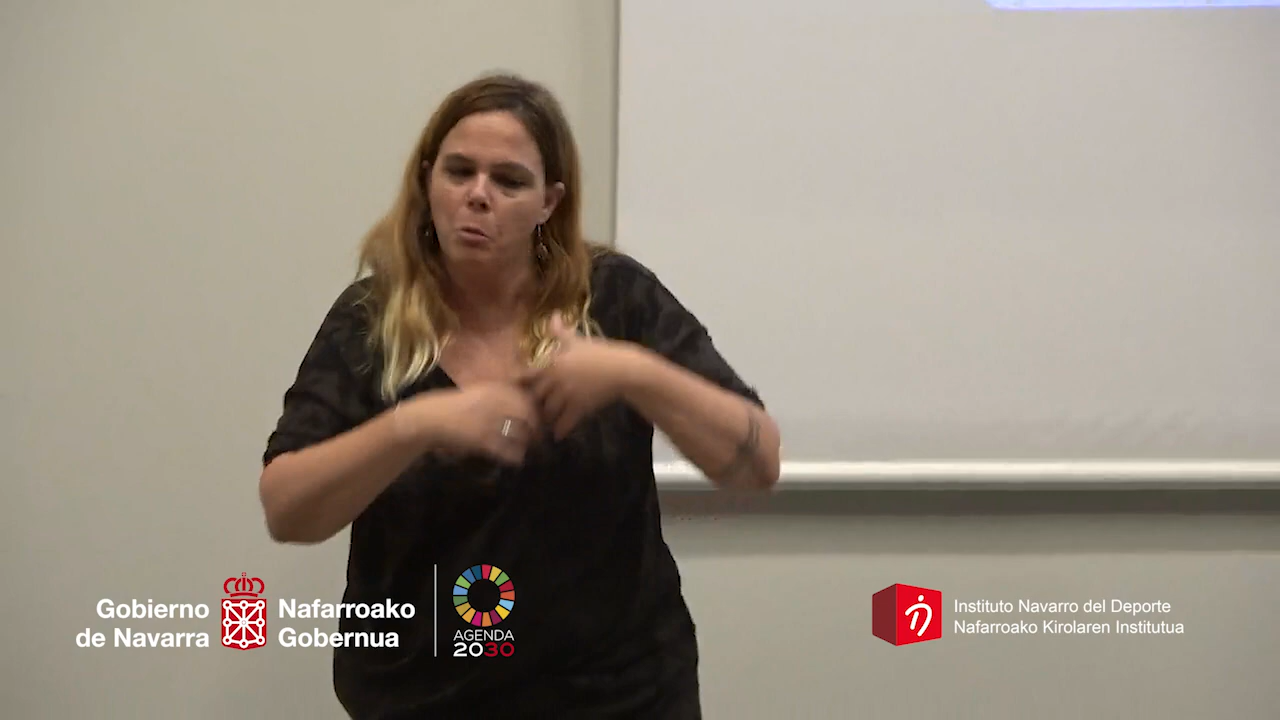 Gobierno
de Navarra
Nafarroako
Gobernua
AGENDA
2030
Instituto Navarro del Deporte
Nafarroako Kirolaren Institutua